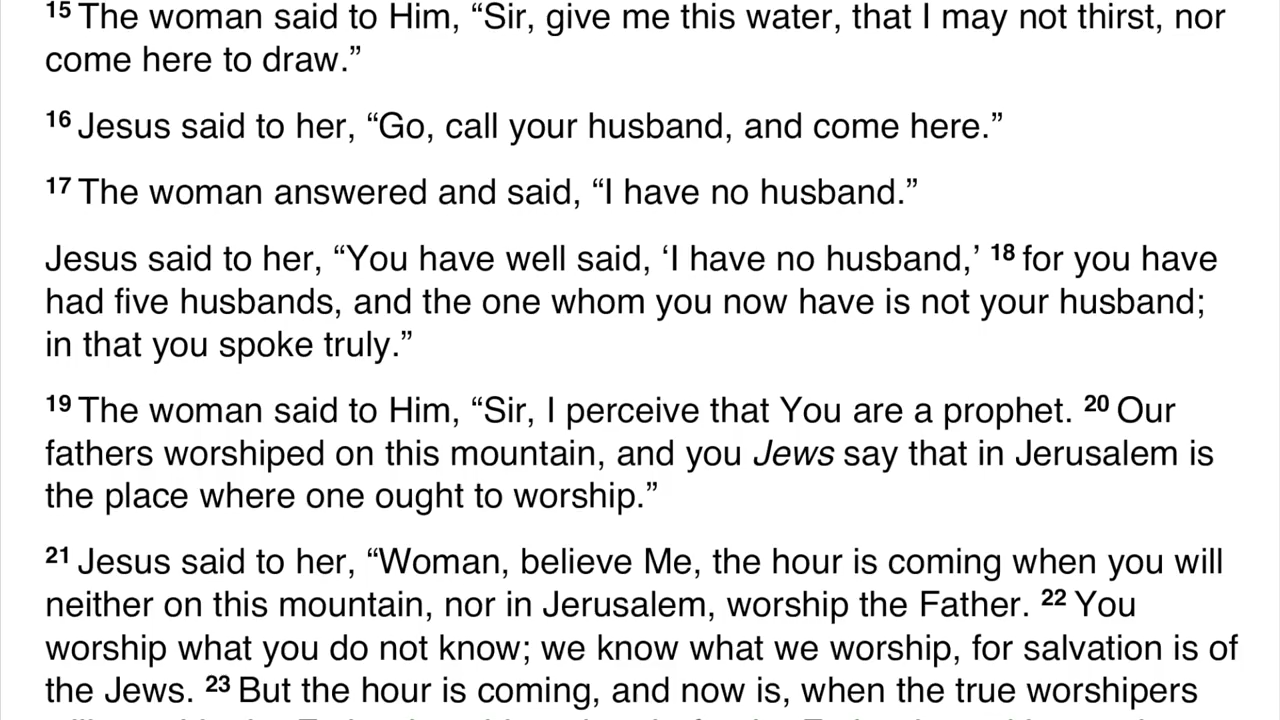 15 The woman said to Him, “Sir, give me this water, that I may not thirst, nor
come here to draw.”
16 Jesus said to her, “Go, call your husband, and come here.”
17 The woman answered and said, “I have no husband.”
Jesus said to her, “You have well said, ‘I have no husband,’ 18 for you have
had five husbands, and the one whom you now have is not your husband;
in that you spoke truly.”
19 The woman said to Him, “Sir, I perceive that You are a prophet. 20 Our
fathers worshiped on this mountain, and you Jews say that in Jerusalem is
the place where one ought to worship.”
21 Jesus said to her, “Woman, believe Me, the hour is coming when you will
neither on this mountain, nor in Jerusalem, worship the Father. 22 You
worship what you do not know; we know what we worship, for salvation is of
the Jews. 23 But the hour is coming, and now is, when the true worshipers